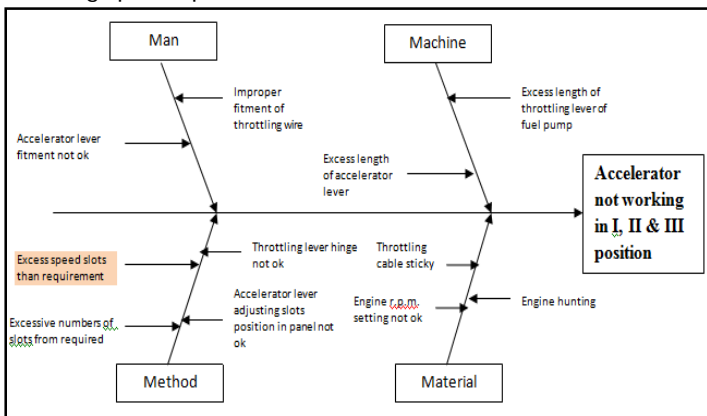 Man
Machine
Improper
fitment of
throttling wire
Excess length of
throttling lever of
fuel pump
Accelerator lever
fitment not ok
Excess length
of accelerator
lever
Accelerator
not working
in I, II & III
position
Excess speed slots
than requirement
Throttling lever hinge
not ok
Throttling
cable sticky
Excessive numbers of
slots from required
Accelerator lever
adjusting slots
position in panel not
ok
Engine r.p.m.
setting not ok
Engine hunting
Method
Material